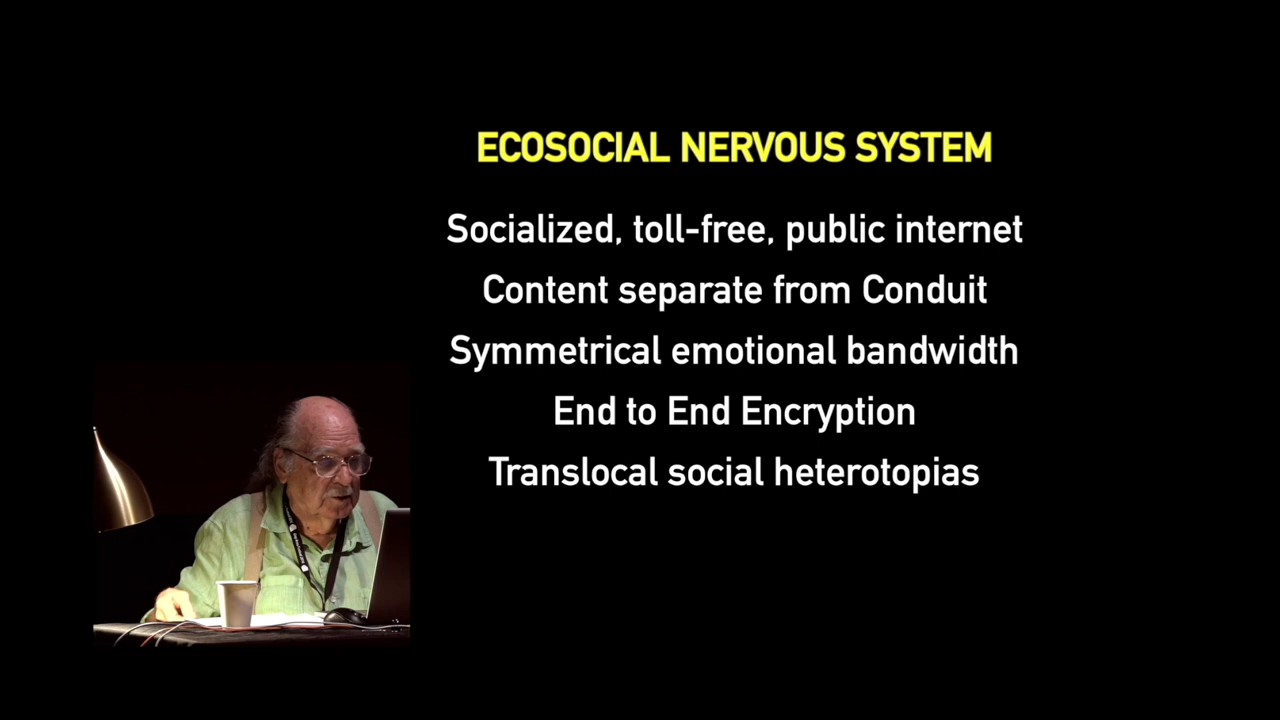 ECOSOCIAL NERVOUS SYSTEM
Socialized, toll-free, public internet
Content separate from Conduit
Symmetrical emotional bandwidth
End to End Encryption
Translocal social heterotopias